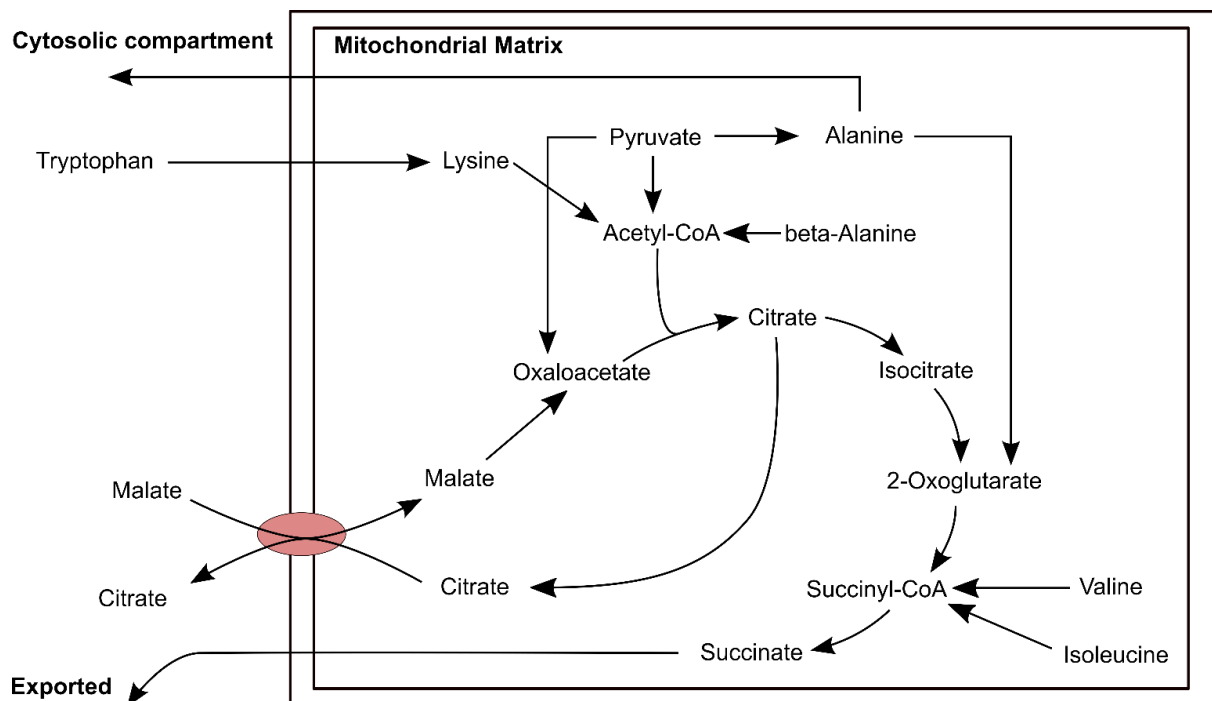 Cytosolic compartment
Mitochondrial Matrix
Pyruvate
Alanine
Tryptophan
Lysine
Acetyl-CoA
beta-Alanine
Citrate
Oxaloacetate
Isocitrate
Malate
Malate
2-Oxoglutarate
Citrate
Citrate
Succinyl-CoA
Valine
Succinate
Isoleucine
Exported